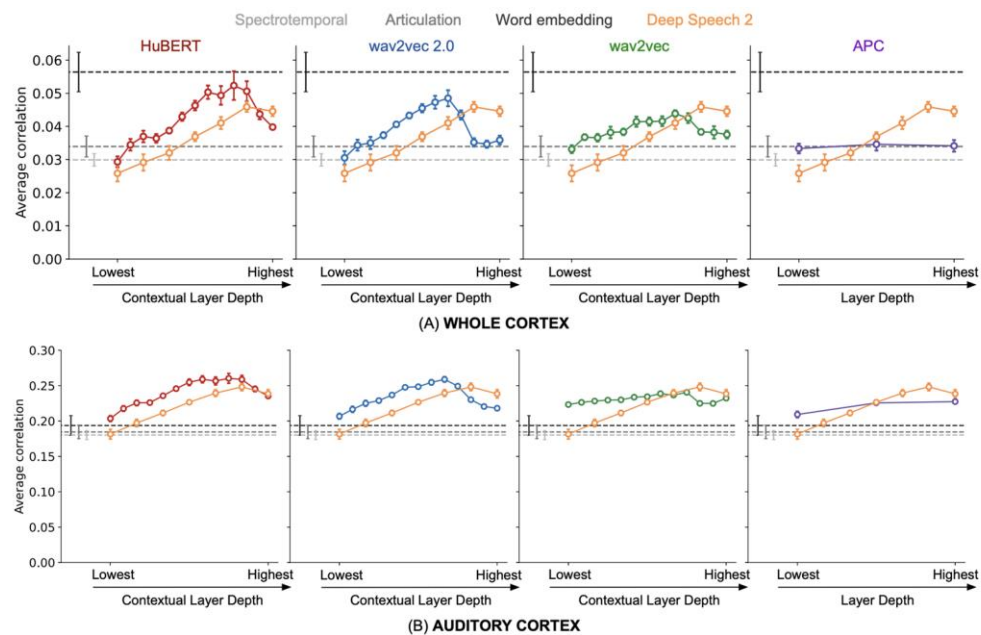 Spectrotemporal Articulation Word embedding Deep Speech 2
HuBERT wav2vec 2.0 wav2vec APC
Average correlation
0.06
0.05
0.04
0.03
0.02
0.01
0.00
Lowest Highest Lowest Highest Lowest Highest Lowest Highest
Contextual Layer Depth Contextual Layer Depth Contextual Layer Depth Layer Depth
(A) WHOLE CORTEX
Average correlation
0.30
0.25
0.20
0.15
0.10
0.05
0.00
Lowest Highest Lowest Highest Lowest Highest Lowest Highest
Contextual Layer Depth Contextual Layer Depth Contextual Layer Depth Layer Depth
(B) AUDITORY CORTEX